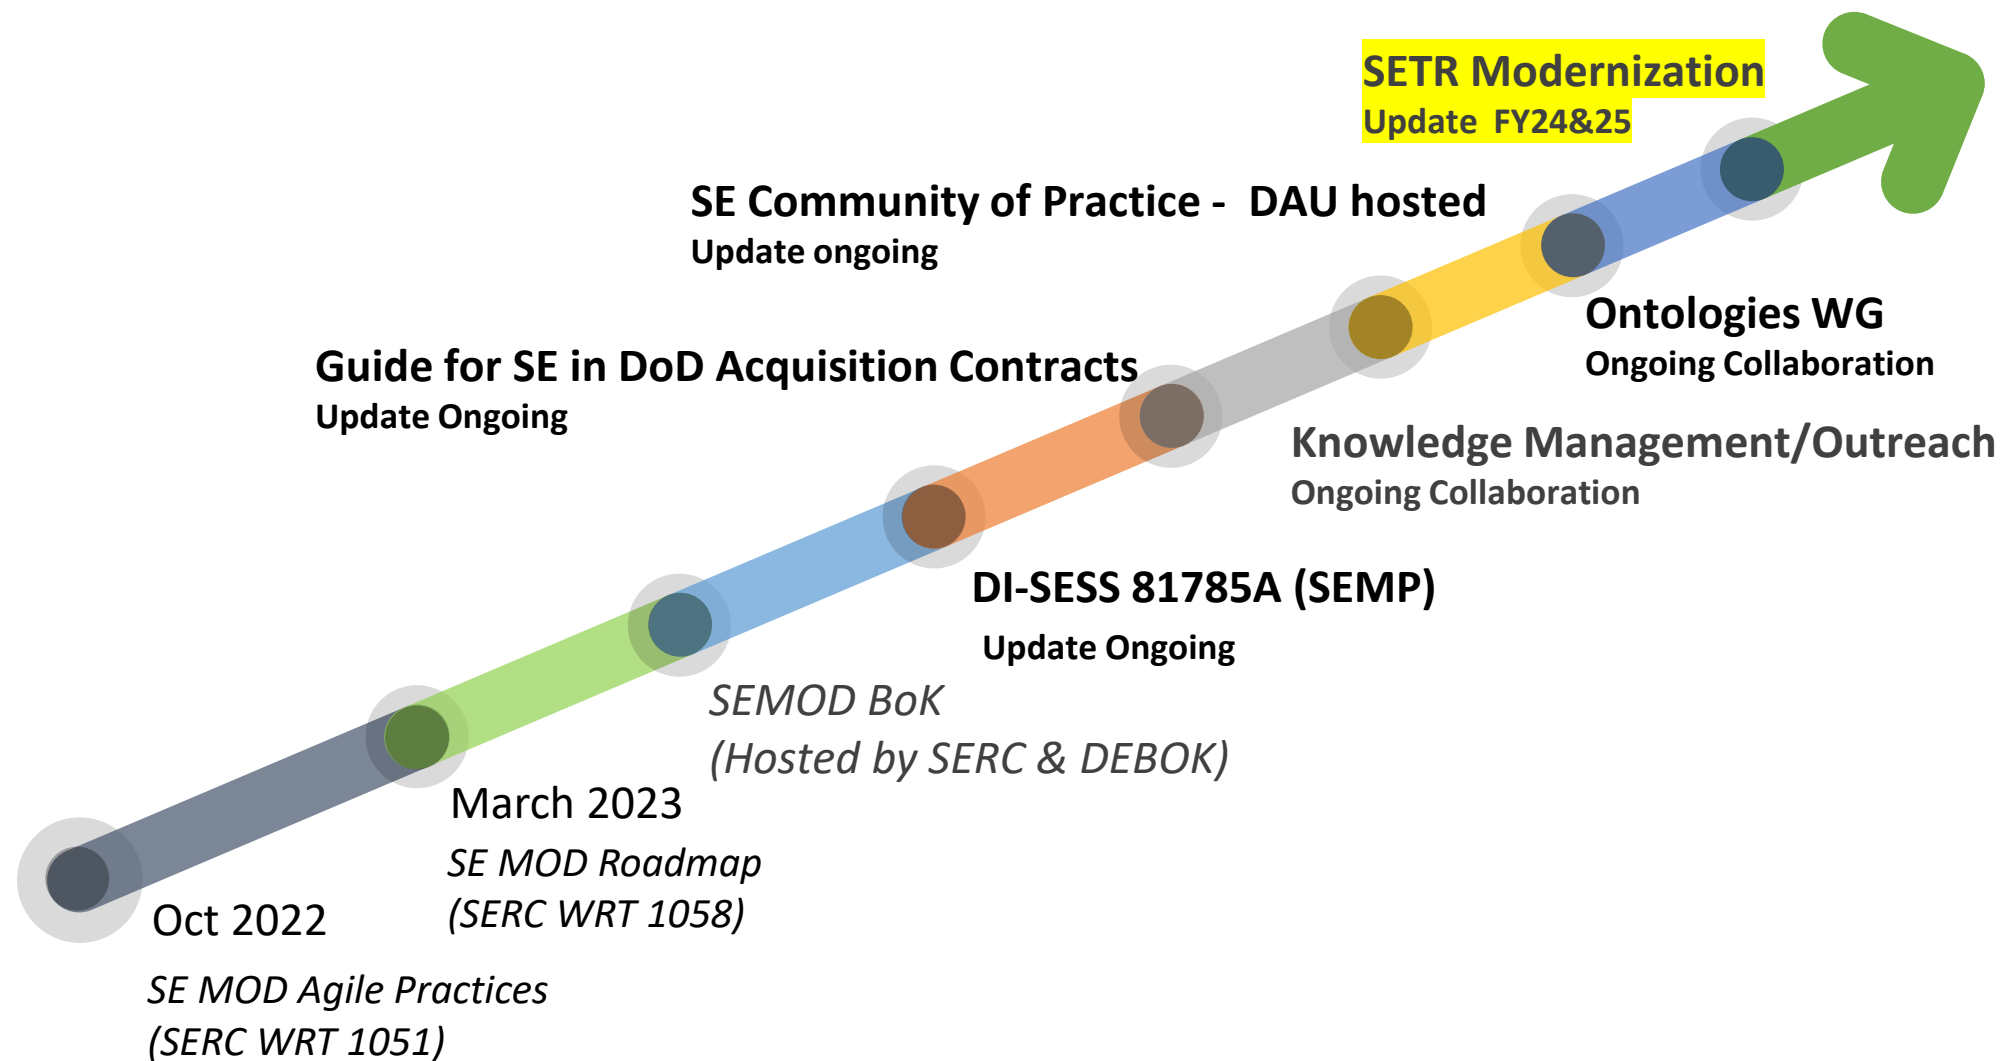 SETR Modernization
Update FY24&25
SE Community of Practice - DAU hosted
Update ongoing
Ontologies WG
Ongoing Collaboration
Guide for SE in DoD Acquisition Contracts
Update Ongoing
Knowledge Management/Outreach
Ongoing Collaboration
DI-SESS 81785A (SEMP)
Update Ongoing
SEMOD BoK
(Hosted by SERC & DEBOK)
March 2023
SE MOD Roadmap
(SERC WRT 1058)
Oct 2022
SE MOD Agile Practices
(SERC WRT 1051)